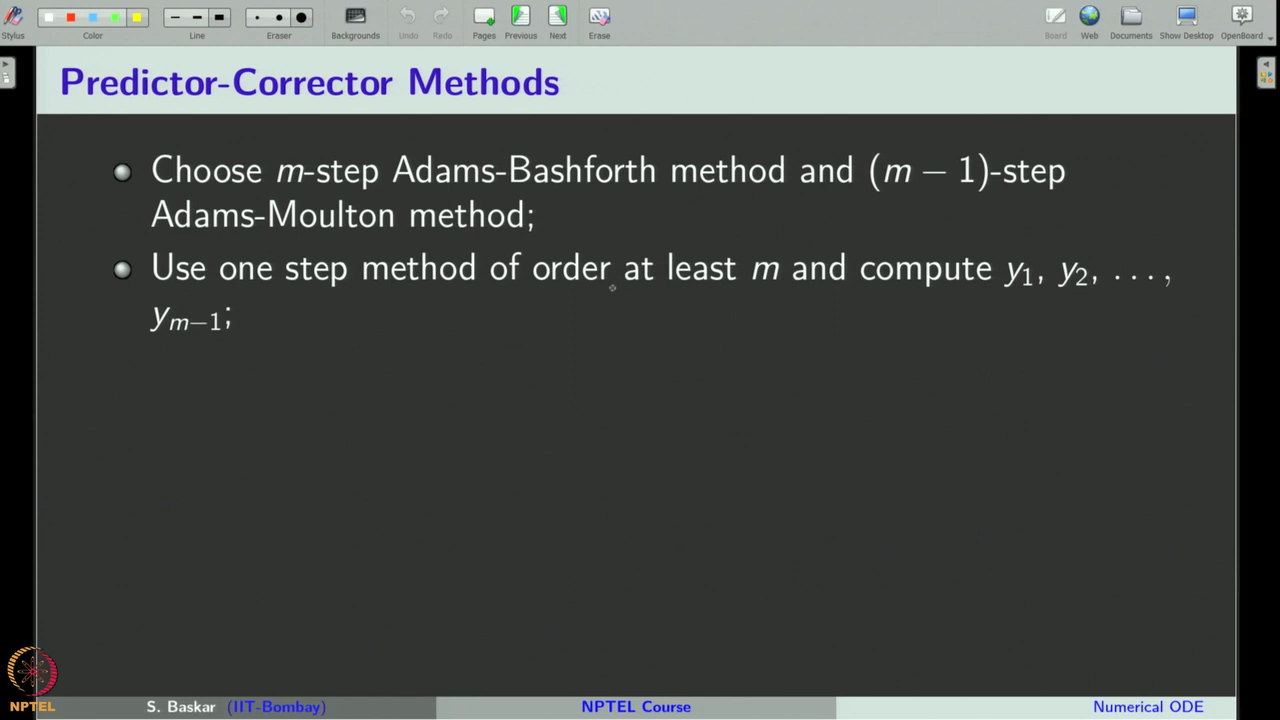 Stylus
Color
Line
Eraser
Backgrounds
Undo
Redo
Pages
Previous
Next
Erase
Board
Web
Documents
Show Desktop
OpenBoard
Predictor-Corrector Methods
Choose m-step Adams-Bashforth method and (m − 1)-step
Adams-Moulton method;
Use one step method of order at least m and compute y₁, y₂, . . . ,
yₘ₋₁;
NPTEL
S. Baskar (IIT-Bombay)
NPTEL Course
Numerical ODE